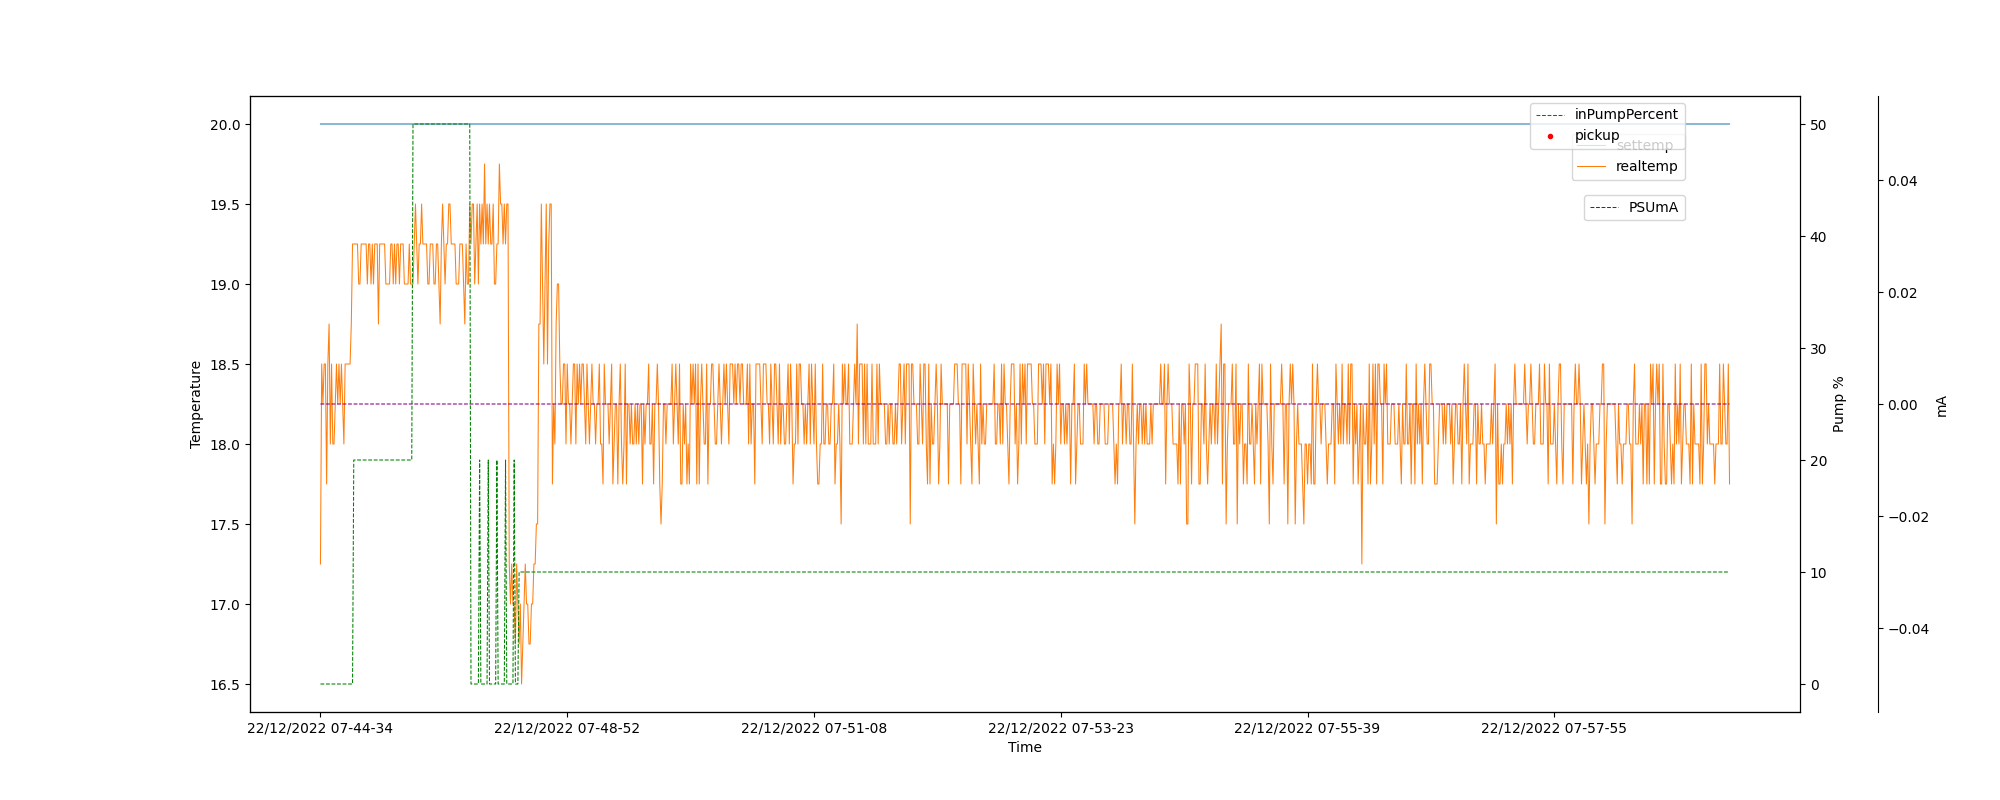 inPumpPercent
pickup
settemp
realtemp
PSUmA
20.0
19.5
19.0
18.5
18.0
17.5
17.0
16.5
Temperature
50
40
30
20
10
0
Pump %
0.04
0.02
0.00
−0.02
−0.04
mA
22/12/2022 07-44-34
22/12/2022 07-48-52
22/12/2022 07-51-08
22/12/2022 07-53-23
22/12/2022 07-55-39
22/12/2022 07-57-55
Time